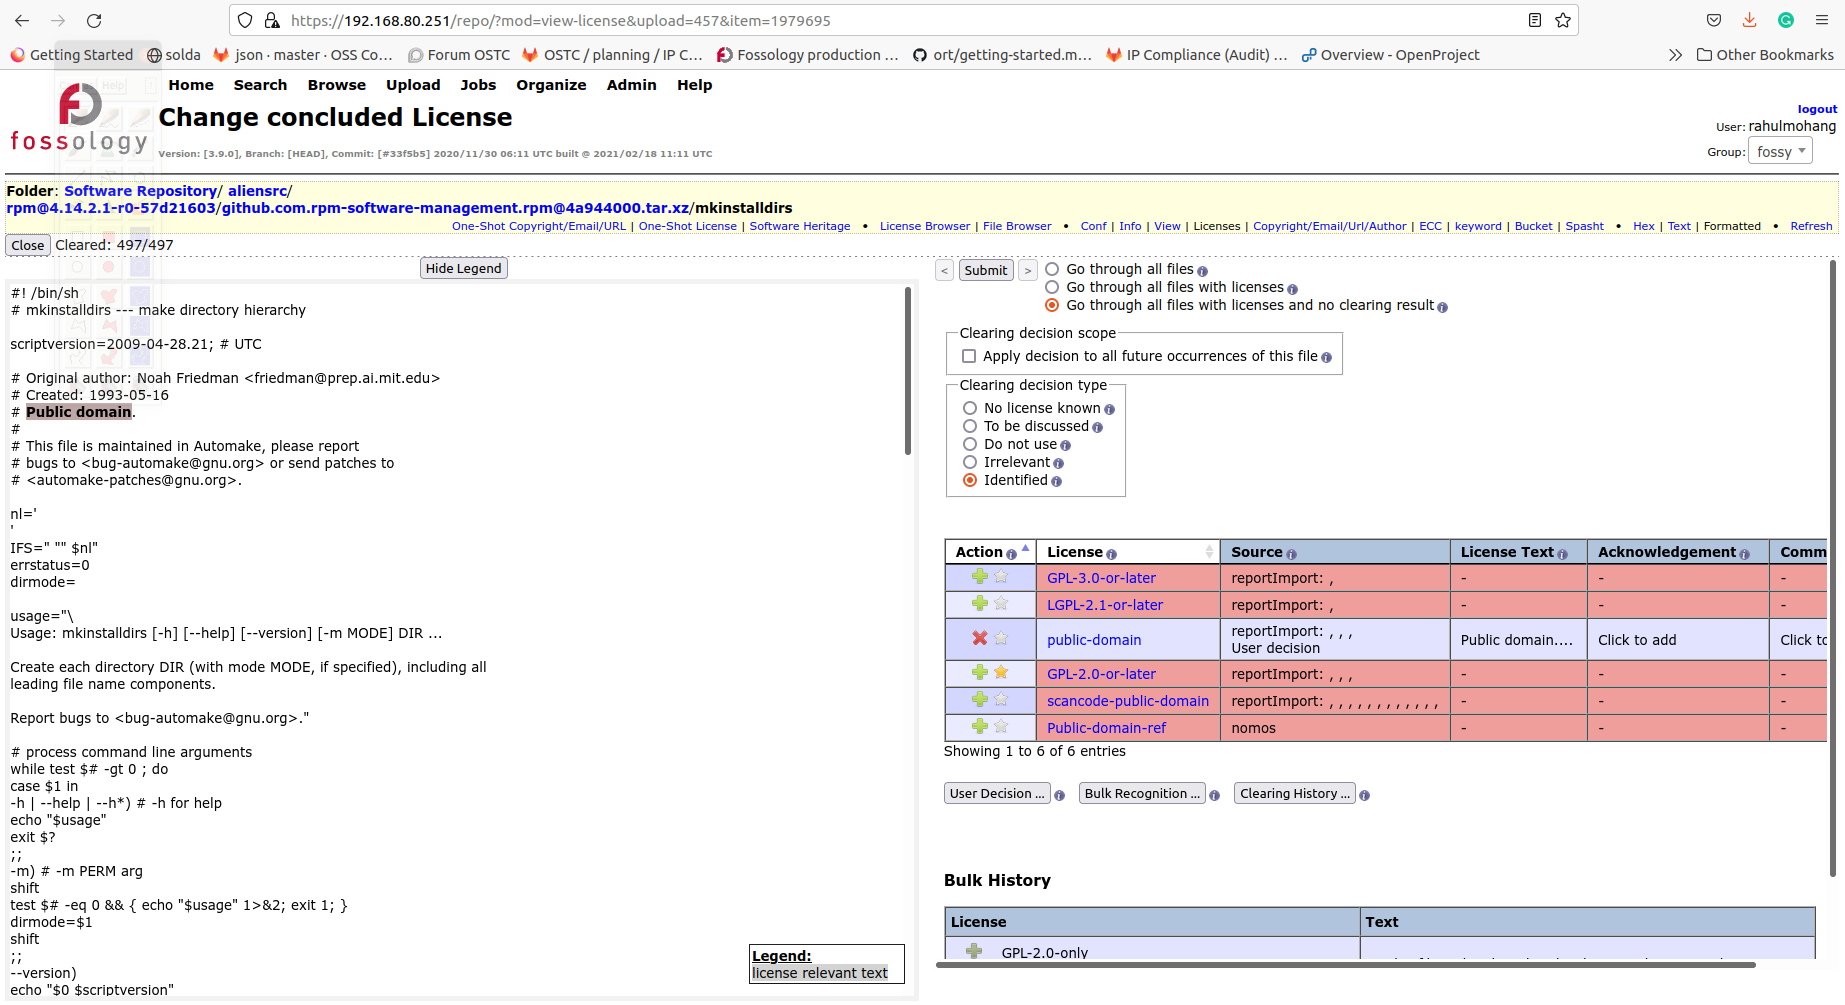 https://192.168.80.251/repo/?mod=view-license&upload=457&item=1979695
Getting Started
solda
json · master · OSS Co…
Forum OSTC
OSTC / planning / IP C…
Fossology production …
ort/getting-started.m…
IP Compliance (Audit) …
Overview - OpenProject
Other Bookmarks
Home Search Browse Upload Jobs Organize Admin Help
fossology
Change concluded License
Version: [3.9.0], Branch: [HEAD], Commit: [#33f5b5] 2020/11/30 06:11 UTC built @ 2021/02/18 11:11 UTC
logout
User: rahulmohang
Group: fossy
Folder: Software Repository/ aliensrc/
rpm@4.14.2.1-r0-57d21603/github.com.rpm-software-management.rpm@4a944000.tar.xz/mkinstalldirs
One-Shot Copyright/Email/URL | One-Shot License | Software Heritage • License Browser | File Browser • Conf | Info | View | Licenses | Copyright/Email/Url/Author | ECC | keyword | Bucket | Spasht • Hex | Text | Formatted • Refresh
Close Cleared: 497/497
Hide Legend
#! /bin/sh
# mkinstalldirs --- make directory hierarchy
scriptversion=2009-04-28.21; # UTC
# Original author: Noah Friedman <friedman@prep.ai.mit.edu>
# Created: 1993-05-16
# Public domain.
#
# This file is maintained in Automake, please report
# bugs to <bug-automake@gnu.org> or send patches to
# <automake-patches@gnu.org>.
nl='
'
IFS=" "" $nl"
errstatus=0
dirmode=
usage="\
Usage: mkinstalldirs [-h] [--help] [--version] [-m MODE] DIR ...
Create each directory DIR (with mode MODE, if specified), including all
leading file name components.
Report bugs to <bug-automake@gnu.org>."
# process command line arguments
while test $# -gt 0 ; do
case $1 in
-h | --help | --h*) # -h for help
echo "$usage"
exit $?
;;
-m) # -m PERM arg
shift
test $# -eq 0 && { echo "$usage" 1>&2; exit 1; }
dirmode=$1
shift
;;
--version)
echo "$0 $scriptversion"
Legend:
license relevant text
< Submit >
Go through all files
Go through all files with licenses
Go through all files with licenses and no clearing result
Clearing decision scope
Apply decision to all future occurrences of this file
Clearing decision type
No license known
To be discussed
Do not use
Irrelevant
Identified
Action License Source License Text Acknowledgement Comm
GPL-3.0-or-later reportImport: , - - -
LGPL-2.1-or-later reportImport: , - - -
public-domain reportImport: , , , User decision Public domain.… Click to add Click to
GPL-2.0-or-later reportImport: , , , - - -
scancode-public-domain reportImport: , , , , , , , , , , , , - - -
Public-domain-ref nomos - - -
Showing 1 to 6 of 6 entries
User Decision ... Bulk Recognition ... Clearing History ...
Bulk History
License Text
GPL-2.0-only